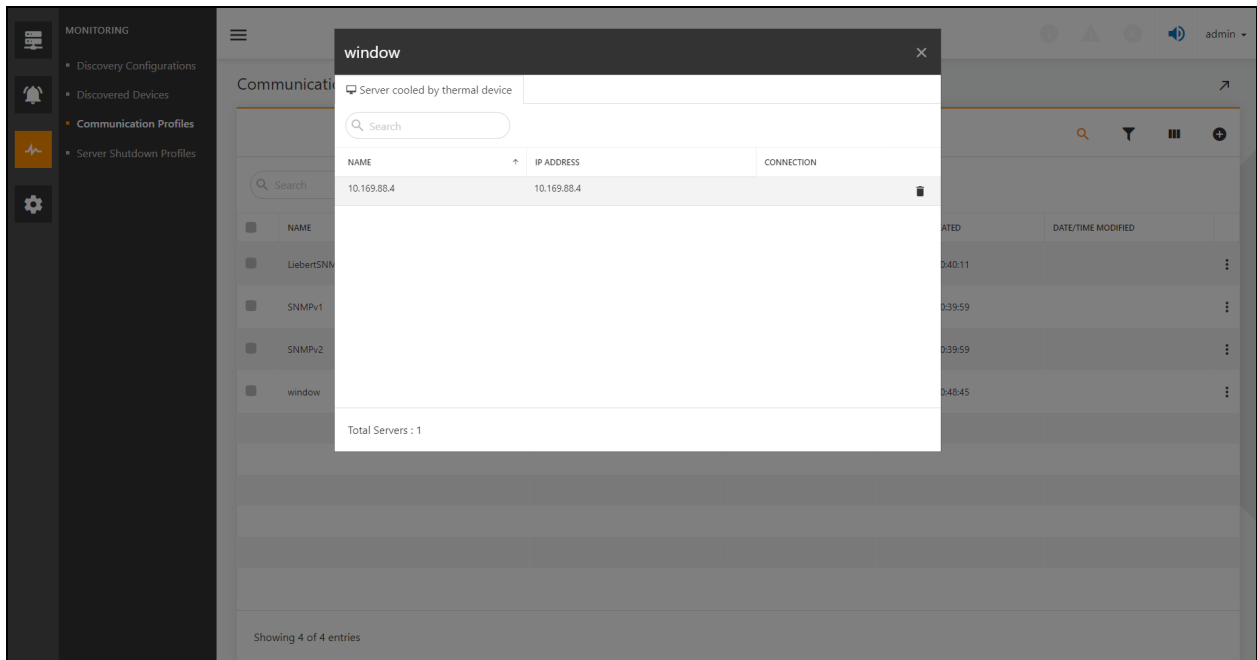 MONITORING
Discovery Configurations
Discovered Devices
Communication Profiles
Server Shutdown Profiles
admin
window
Server cooled by thermal device
Search
NAME IP ADDRESS CONNECTION
10.169.88.4 10.169.88.4
Total Servers : 1
Search
NAME DATE/TIME MODIFIED
SNMPv1 0:39:59
SNMPv2 0:39:59
window 0:48:45
0:40:11
Showing 4 of 4 entries